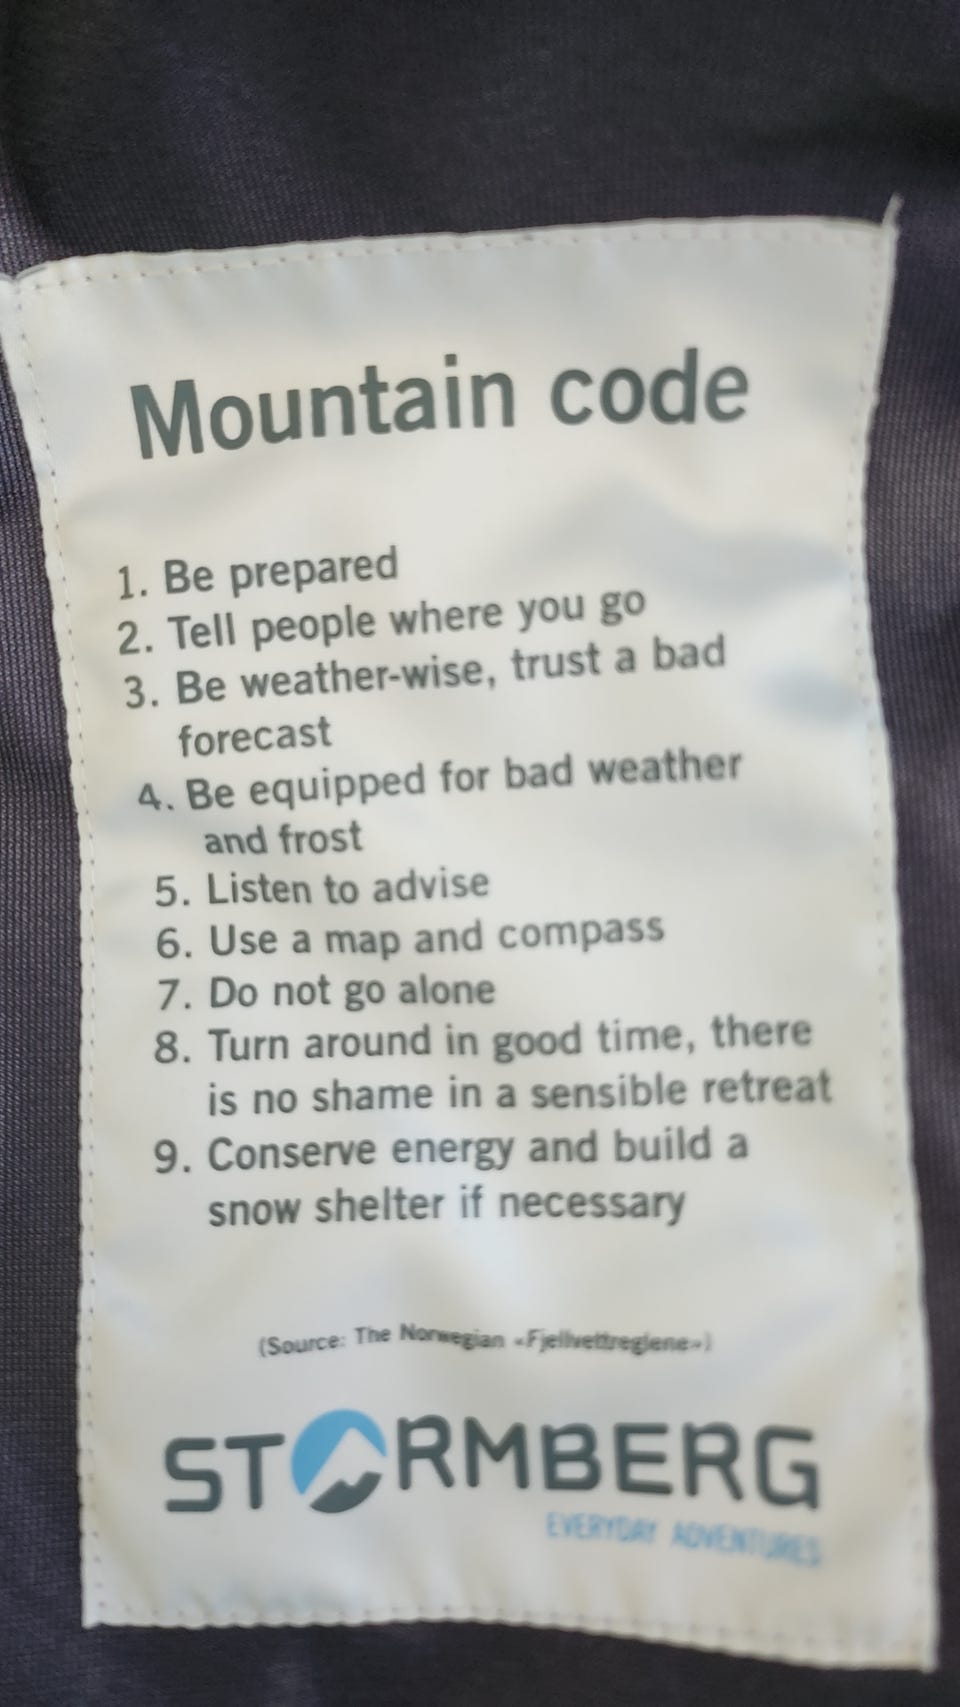 Mountain code
1. Be prepared
2. Tell people where you go
3. Be weather-wise, trust a bad
forecast
4. Be equipped for bad weather
and frost
5. Listen to advise
6. Use a map and compass
7. Do not go alone
8. Turn around in good time, there
is no shame in a sensible retreat
9. Conserve energy and build a
snow shelter if necessary
(Source: The Norwegian «Fjellvettreglene»)
STORMBERG
EVERYDAY ADVENTURES